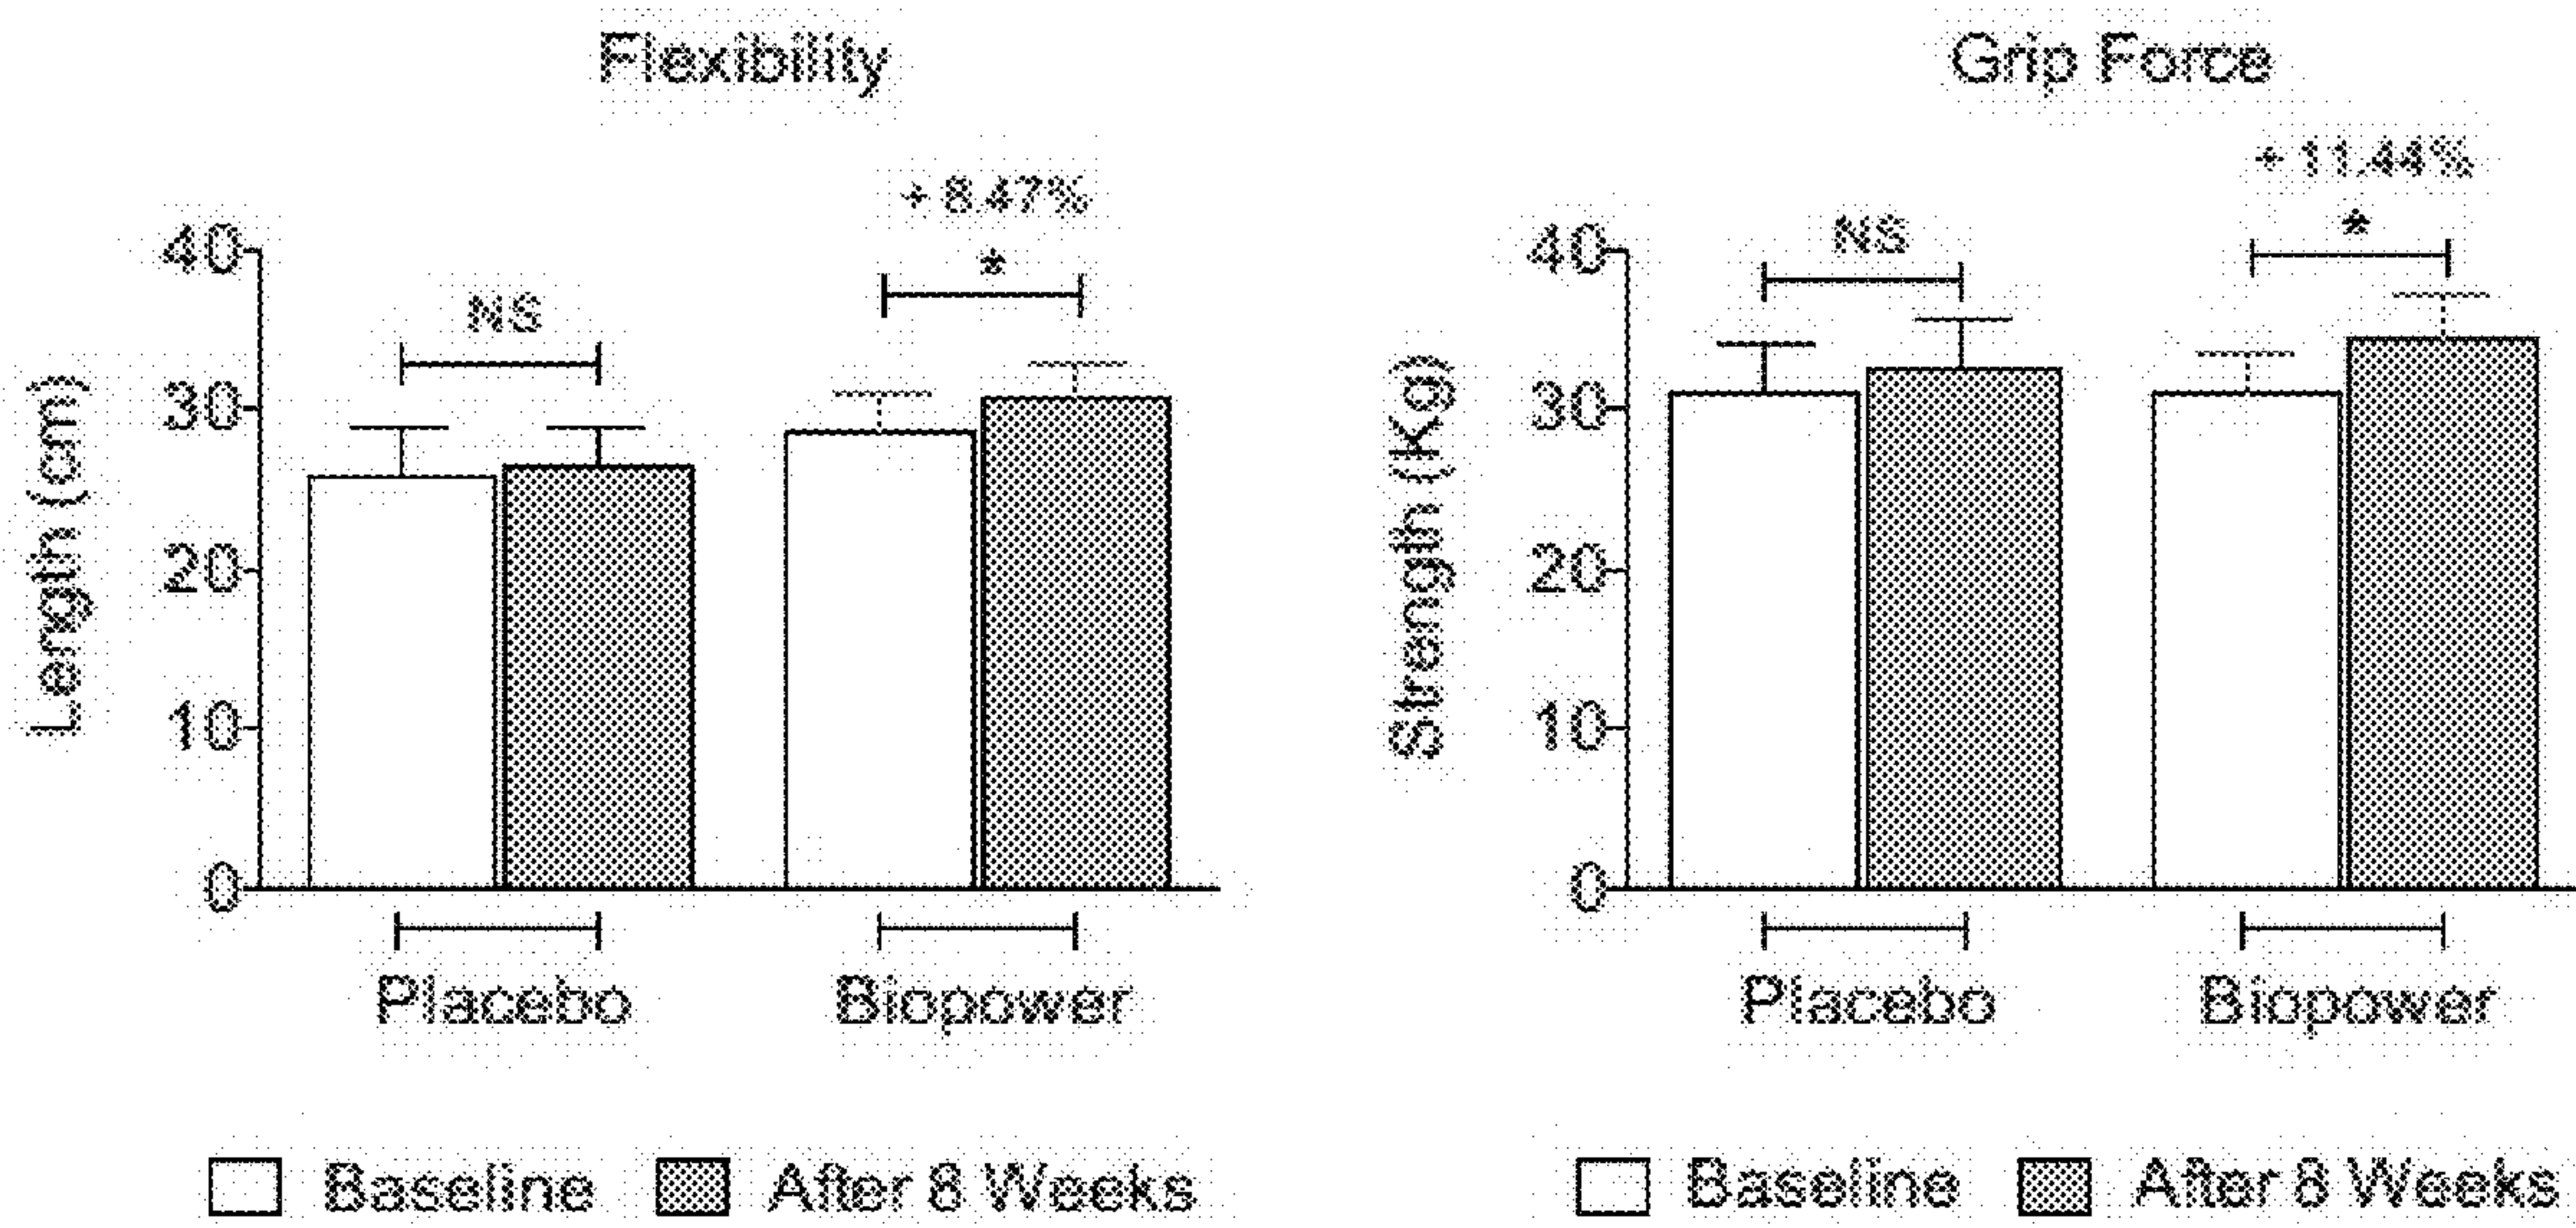 Flexibility
+ 8.47%
*
NS
40
30
20
10
0
Length (cm)
Placebo
Biopower
Baseline
After 8 Weeks
Grip Force
+ 11.44%
*
NS
40
30
20
10
0
Strength (Kg)
Placebo
Biopower
Baseline
After 8 Weeks